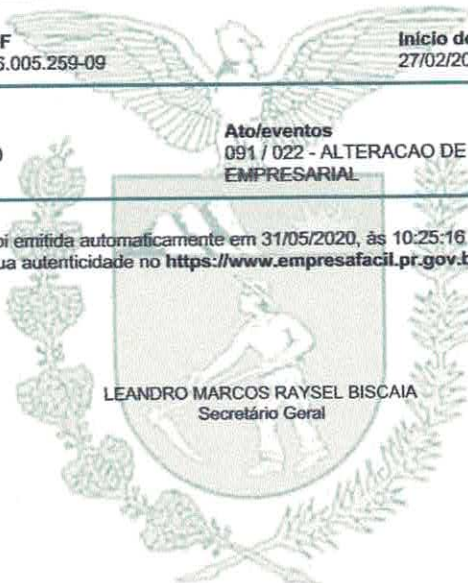 F
6.005.259-09
Início de
27/02/20
Ato/eventos
091 / 022 - ALTERACAO DE
EMPRESARIAL
oi emitida automaticamente em 31/05/2020, às 10:25:16
ua autenticidade no https://www.empresafacil.pr.gov.b
LEANDRO MARCOS RAYSEL BISCAIA
Secretário Geral